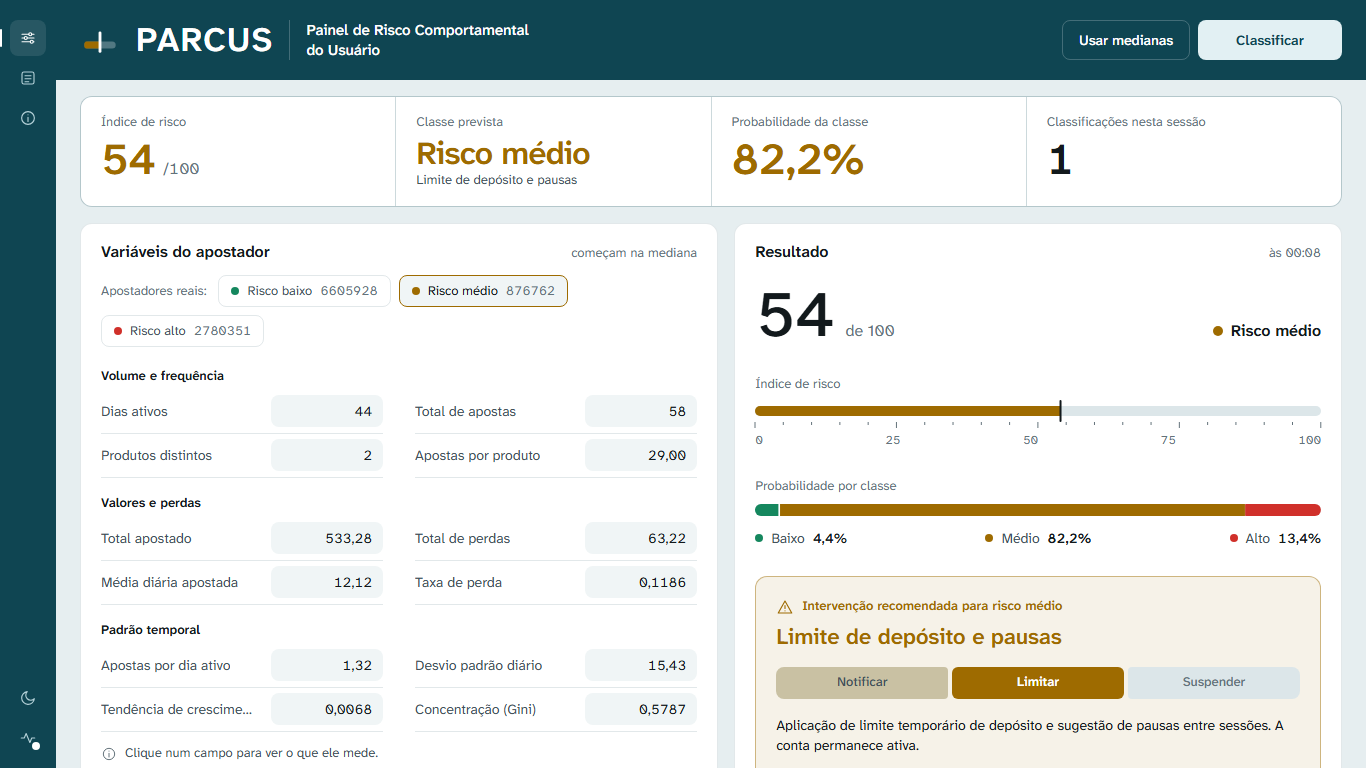 PARCUS
Painel de Risco Comportamental
do Usuário
Usar medianas
Classificar
Índice de risco
54 /100
Classe prevista
Risco médio
Limite de depósito e pausas
Probabilidade da classe
82,2%
Classificações nesta sessão
1
Variáveis do apostador
começam na mediana
Apostadores reais:
Risco baixo 6605928
Risco médio 876762
Risco alto 2780351
Volume e frequência
Dias ativos 44
Total de apostas 58
Produtos distintos 2
Apostas por produto 29,00
Valores e perdas
Total apostado 533,28
Total de perdas 63,22
Média diária apostada 12,12
Taxa de perda 0,1186
Padrão temporal
Apostas por dia ativo 1,32
Desvio padrão diário 15,43
Tendência de crescime... 0,0068
Concentração (Gini) 0,5787
Clique num campo para ver o que ele mede.
Resultado
às 00:08
54 de 100
Risco médio
Índice de risco
0 25 50 75 100
Probabilidade por classe
Baixo 4,4%
Médio 82,2%
Alto 13,4%
Intervenção recomendada para risco médio
Limite de depósito e pausas
Notificar
Limitar
Suspender
Aplicação de limite temporário de depósito e sugestão de pausas entre sessões. A
conta permanece ativa.